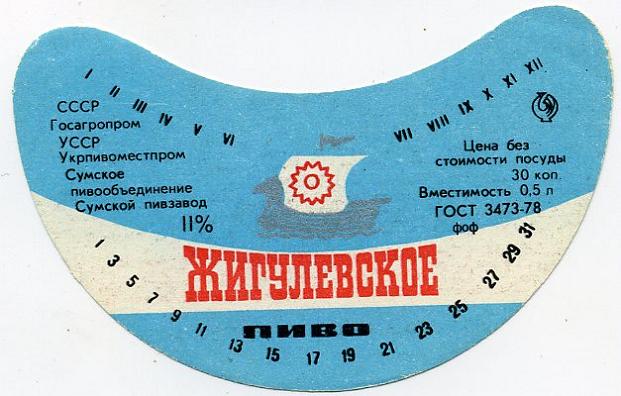 I II III IV V VI VII VIII IX X XI XII
СССР
Госагропром
УССР
Укрпивоместпром
Сумское
пивообъединение
Сумской пивзавод
11%
Цена без
стоимости посуды
30 коп.
Вместимость 0,5 л
ГОСТ 3473-78
фоф
ЖИГУЛЕВСКОЕ
ПИВО
1 3 5 7 9 11 13 15 17 19 21 23 25 27 29 31